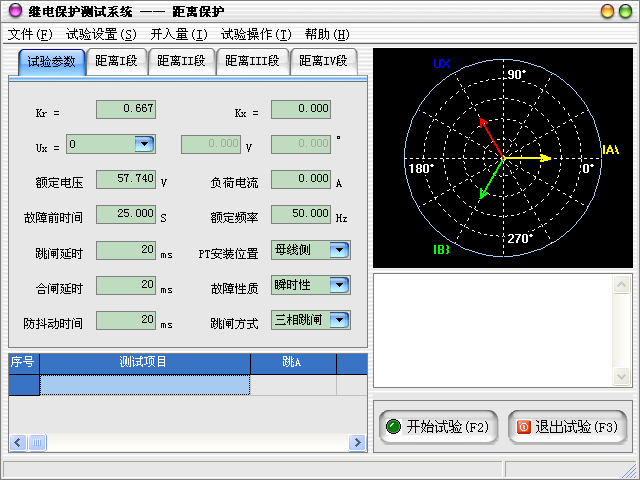 继电保护测试系统 —— 距离保护
文件(F) 试验设置(S) 开入量(I) 试验操作(T) 帮助(H)
试验参数 距离I段 距离II段 距离III段 距离IV段
Kr = 0.667 Kx = 0.000
Ux = 0 0.000 V 0.000 °
额定电压 57.740 V 负荷电流 0.000 A
故障前时间 25.000 S 额定频率 50.000 Hz
跳闸延时 20 ms PT安装位置 母线侧
合闸延时 20 ms 故障性质 瞬时性
防抖动时间 20 ms 跳闸方式 三相跳闸
UX
90°
IA\
180° 0°
270°
IB}
序号 测试项目 跳A
开始试验(F2) 退出试验(F3)